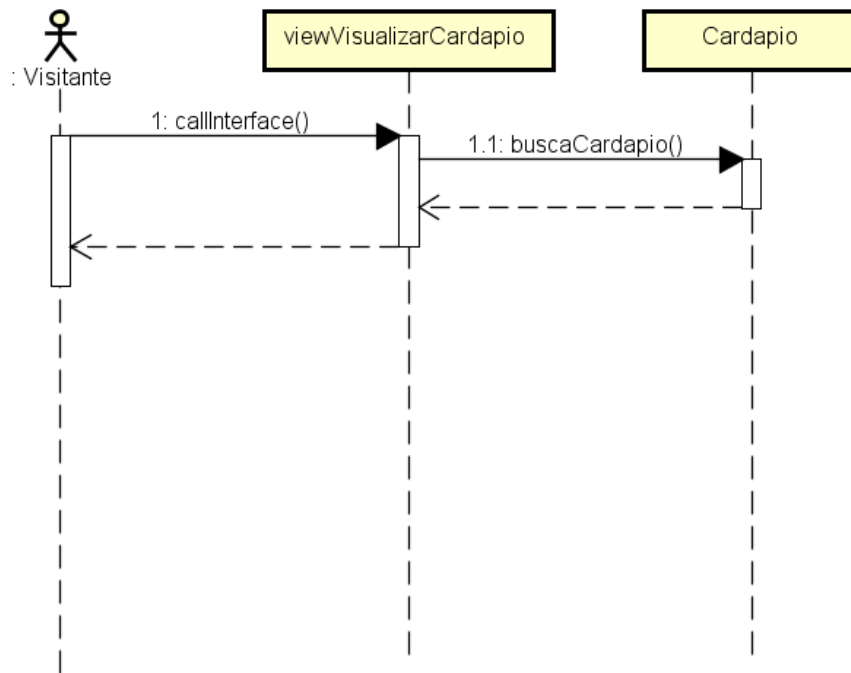 viewVisualizarCardapio
Cardapio
: Visitante
1: callInterface()
1.1: buscaCardapio()